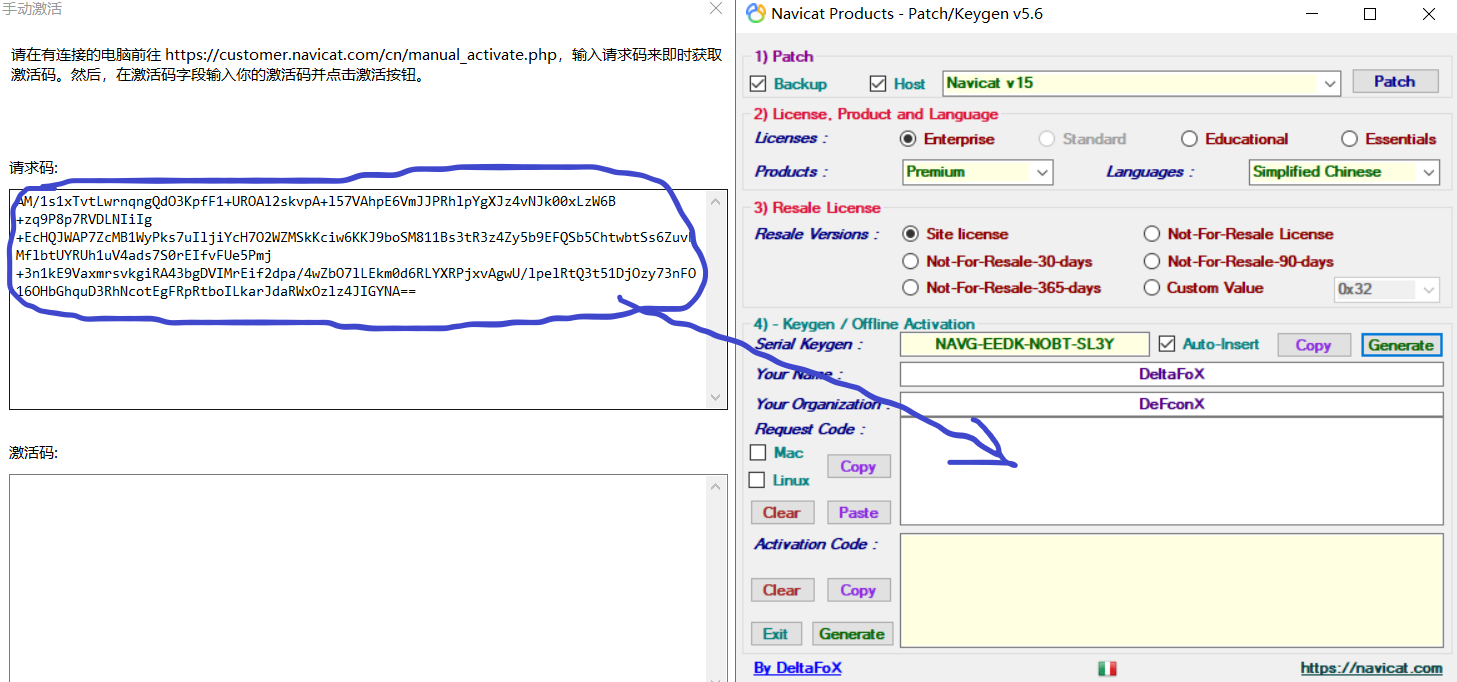 手动激活
请在有连接的电脑前往 https://customer.navicat.com/cn/manual_activate.php，输入请求码来即时获取
激活码。然后，在激活码字段输入你的激活码并点击激活按钮。
请求码:
AM/1s1xTvtLwrnqngQdO3KpfF1+UROAl2skvpA+l57VAhpE6VmJJPRhlpYgXJz4vNJk00xLzW6B
+zq9P8p7RVDLNIiIg
+EcHQJWAP7ZcMB1WyPks7uIljiYcH7O2WZMSkKciw6KKJ9boSM811Bs3tR3z4Zy5b9EFQSb5ChtwbtSs6Zuv
MflbtUYRUh1uV4ads7S0rEIfvFUe5Pmj
+3n1kE9VaxmrsvkgiRA43bgDVIMrEif2dpa/4wZbO7lLEkm0d6RLYXRPjxvAgwU/lpelRtQ3t51DjOzy73nFO
16OHbGhquD3RhNcotEgFRpRtboILkarJdaRWxOzlz4JIGYNA==
激活码:
Navicat Products - Patch/Keygen v5.6
1) Patch
Backup Host Navicat v15 Patch
2) License, Product and Language
Licenses : Enterprise Standard Educational Essentials
Products : Premium Languages : Simplified Chinese
3) Resale License
Resale Versions : Site license Not-For-Resale License
Not-For-Resale-30-days Not-For-Resale-90-days
Not-For-Resale-365-days Custom Value 0x32
4) - Keygen / Offline Activation
Serial Keygen : NAVG-EEDK-NOBT-SL3Y Auto-Insert Copy Generate
Your Name : DeltaFoX
Your Organization : DeFconX
Request Code :
Mac
Copy
Linux
Clear Paste
Activation Code :
Clear Copy
Exit Generate
By DeltaFoX https://navicat.com